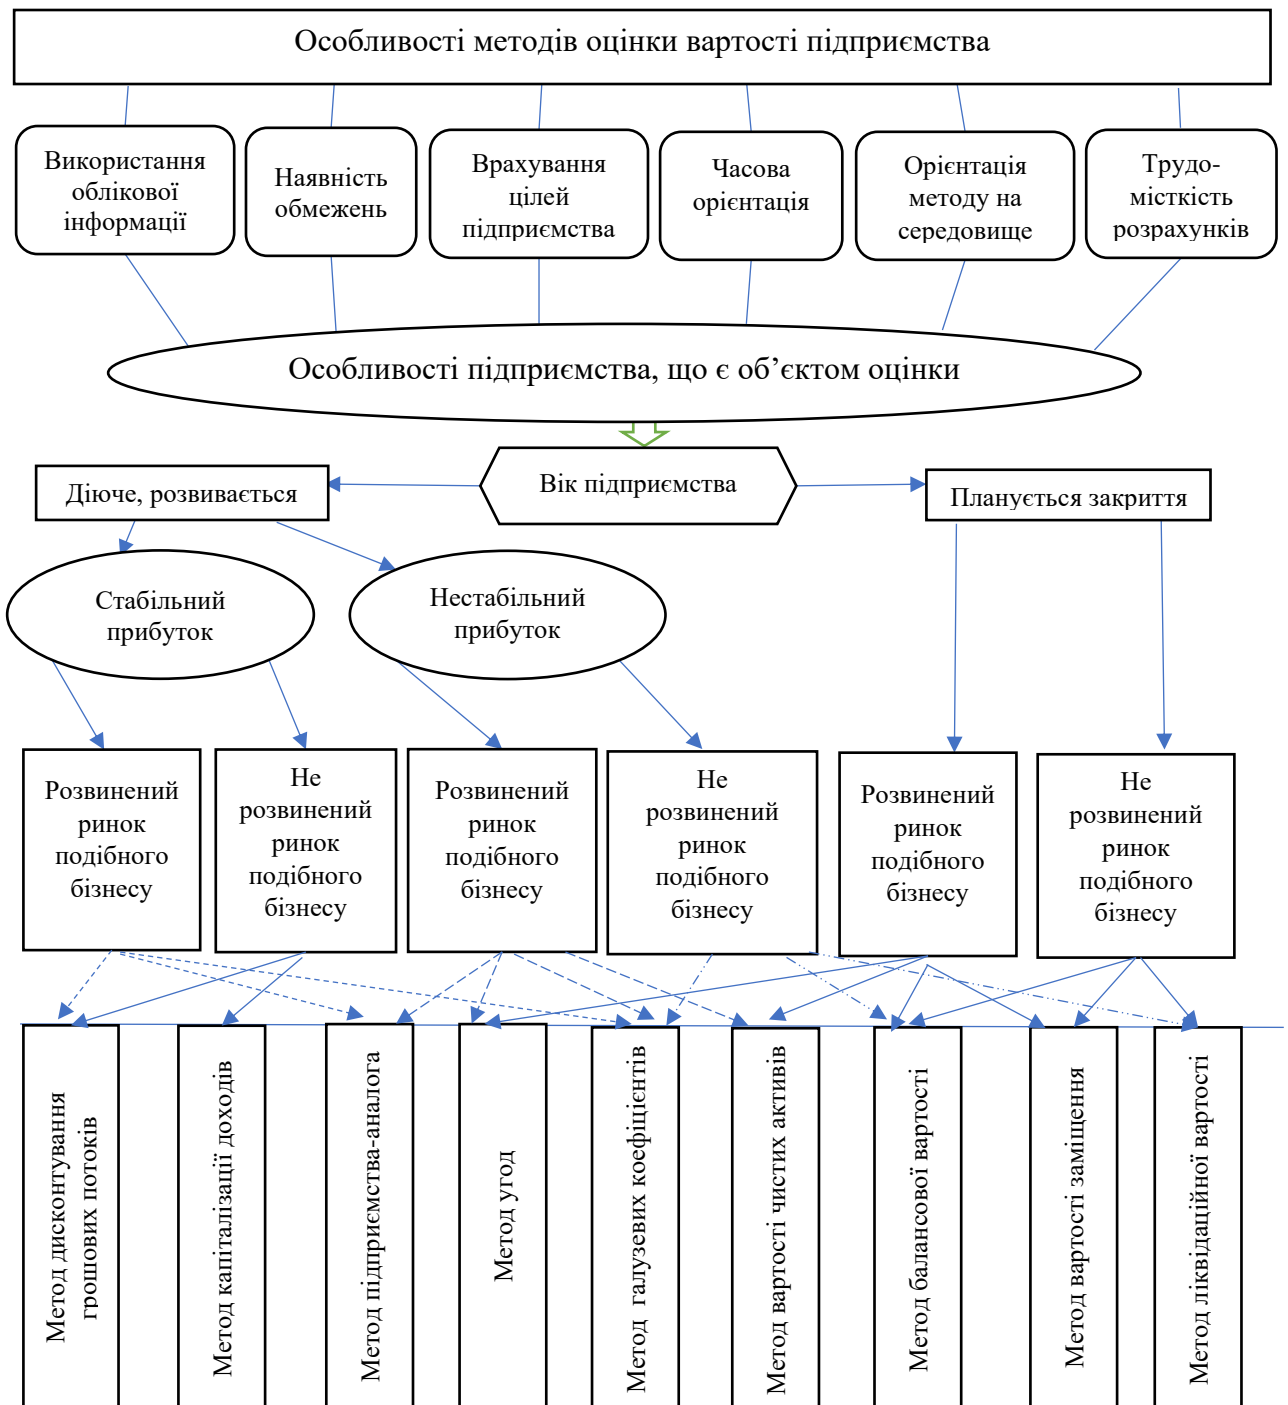 Особливості методів оцінки вартості підприємства
Використання
облікової
інформації
Наявність
обмежень
Врахування
цілей
підприємства
Часова
орієнтація
Орієнтація
методу на
середовище
Трудо-
місткість
розрахунків
Особливості підприємства, що є об’єктом оцінки
Вік підприємства
Діюче, розвивається
Планується закриття
Стабільний
прибуток
Нестабільний
прибуток
Розвинений
ринок
подібного
бізнесу
Не
розвинений
ринок
подібного
бізнесу
Розвинений
ринок
подібного
бізнесу
Не
розвинений
ринок
подібного
бізнесу
Розвинений
ринок
подібного
бізнесу
Не
розвинений
ринок
подібного
бізнесу
Метод дисконтування
грошових потоків
Метод капіталізації доходів
Метод підприємства-аналога
Метод угод
Метод галузевих коефіцієнтів
Метод вартості чистих активів
Метод балансової вартості
Метод вартості заміщення
Метод ліквідаційної вартості